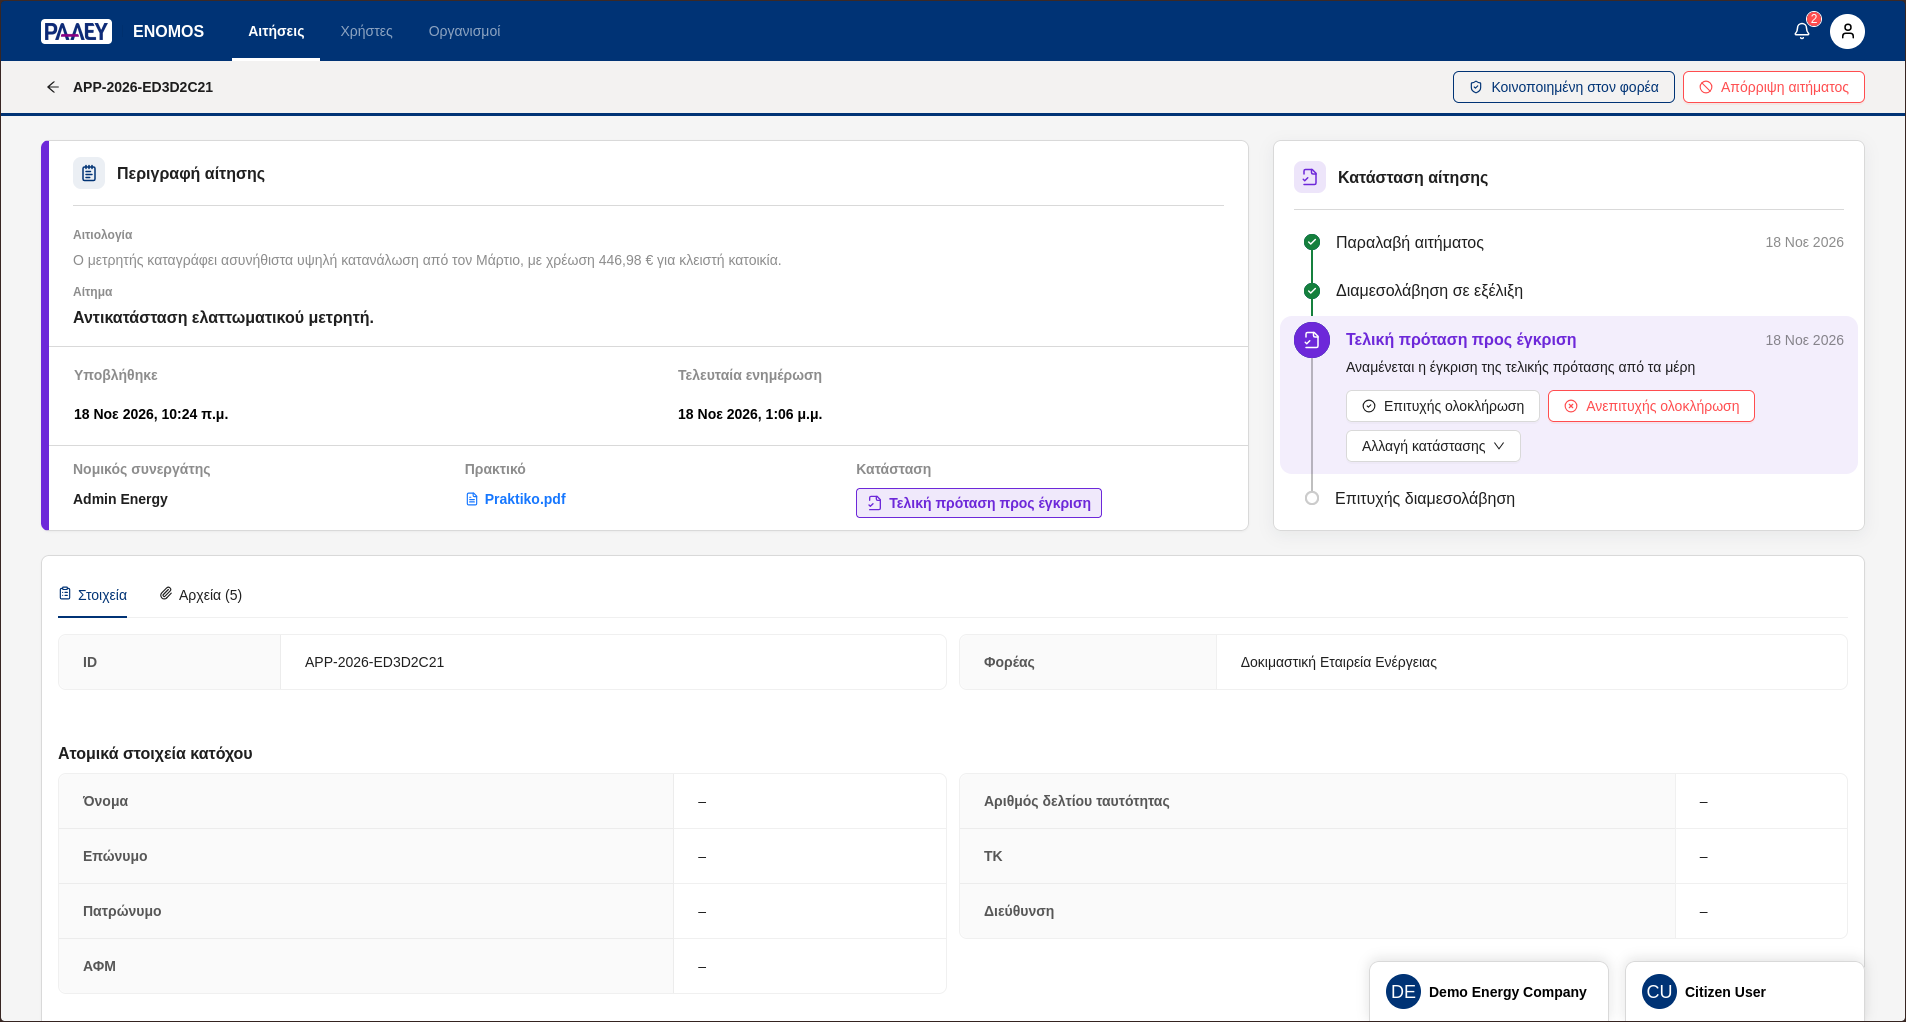 ΡΑΑΕΥ ENOMOS Αιτήσεις Χρήστες Οργανισμοί 2
APP-2026-ED3D2C21 Κοινοποιημένη στον φορέα Απόρριψη αιτήματος
Περιγραφή αίτησης
Αιτιολογία
Ο μετρητής καταγράφει ασυνήθιστα υψηλή κατανάλωση από τον Μάρτιο, με χρέωση 446,98 € για κλειστή κατοικία.
Αίτημα
Αντικατάσταση ελαττωματικού μετρητή.
Υποβλήθηκε Τελευταία ενημέρωση
18 Νοε 2026, 10:24 π.μ. 18 Νοε 2026, 1:06 μ.μ.
Νομικός συνεργάτης Πρακτικό Κατάσταση
Admin Energy Praktiko.pdf Τελική πρόταση προς έγκριση
Κατάσταση αίτησης
Παραλαβή αιτήματος 18 Νοε 2026
Διαμεσολάβηση σε εξέλιξη
Τελική πρόταση προς έγκριση 18 Νοε 2026
Αναμένεται η έγκριση της τελικής πρότασης από τα μέρη
Επιτυχής ολοκλήρωση Ανεπιτυχής ολοκλήρωση
Αλλαγή κατάστασης
Επιτυχής διαμεσολάβηση
Στοιχεία Αρχεία (5)
ID APP-2026-ED3D2C21 Φορέας Δοκιμαστική Εταιρεία Ενέργειας
Ατομικά στοιχεία κατόχου
Όνομα – Αριθμός δελτίου ταυτότητας –
Επώνυμο – ΤΚ –
Πατρώνυμο – Διεύθυνση –
ΑΦΜ –
DE Demo Energy Company CU Citizen User